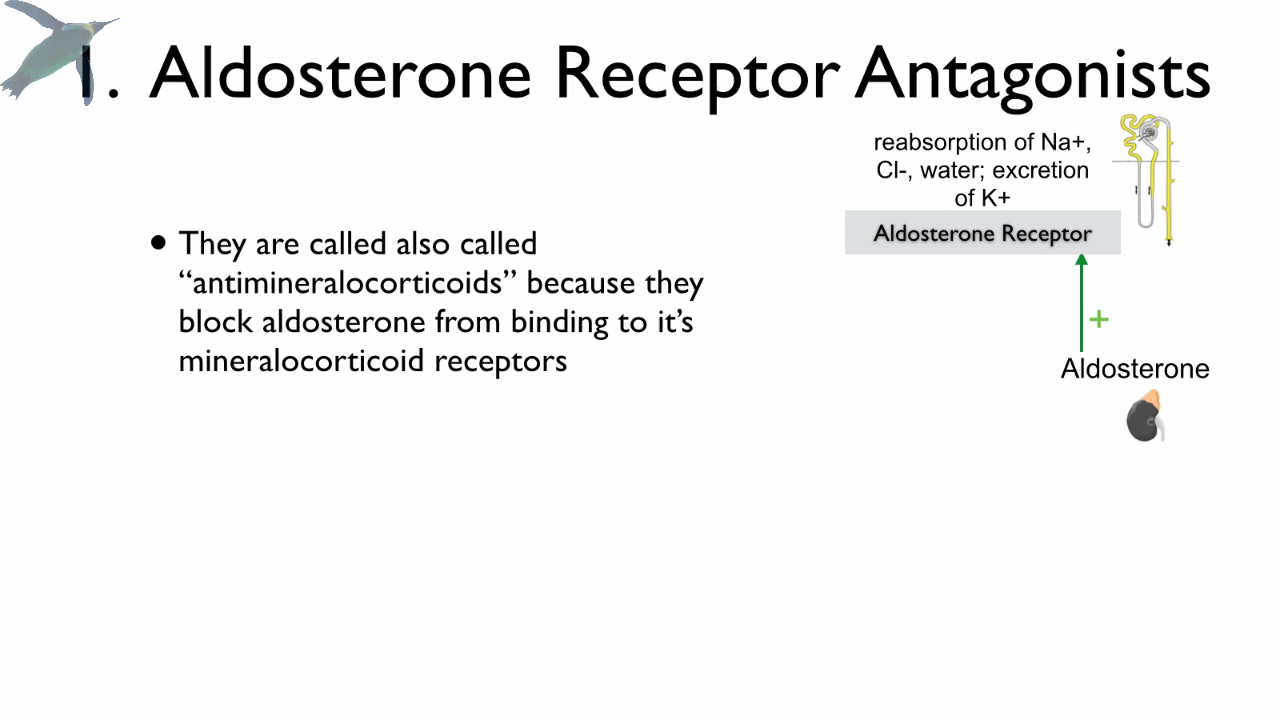 1. Aldosterone Receptor Antagonists
reabsorption of Na+,
Cl-, water; excretion
of K+
Aldosterone Receptor
• They are called also called
“antimineralocorticoids” because they
block aldosterone from binding to it’s
mineralocorticoid receptors
+
Aldosterone